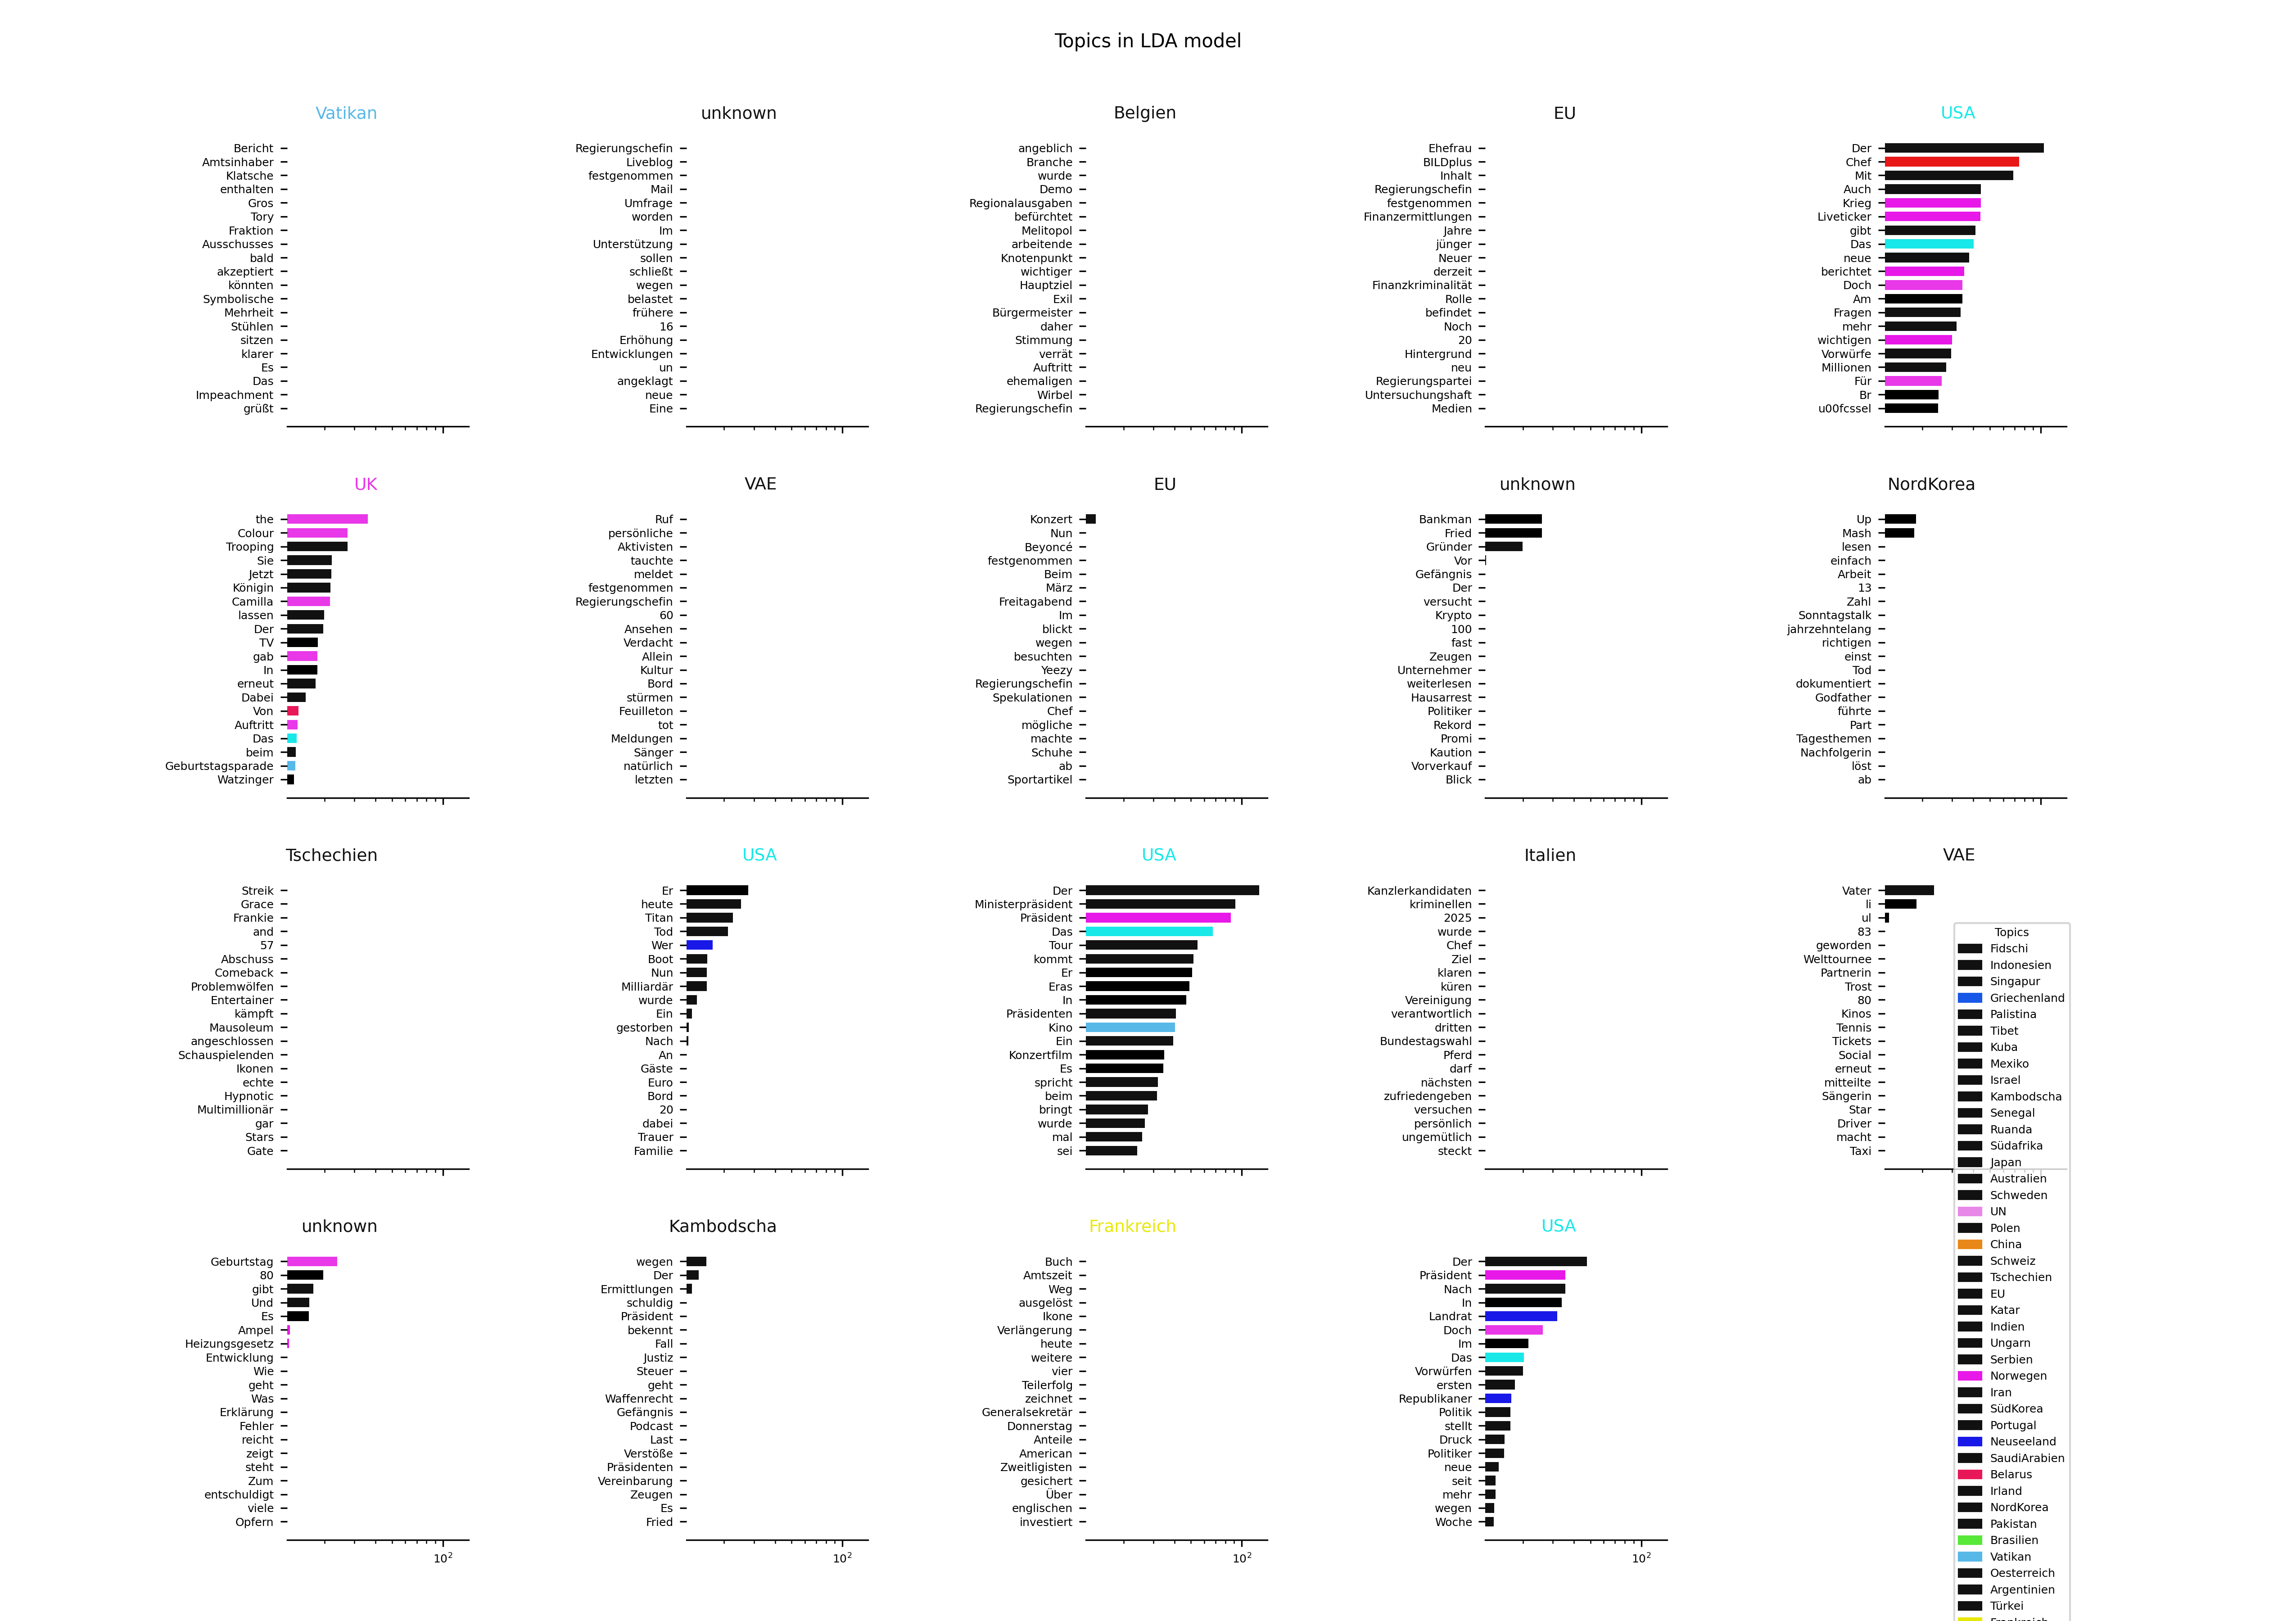 Topics in LDA model
Vatikan
Bericht
Amtsinhaber
Klatsche
enthalten
Gros
Tory
Fraktion
Ausschusses
bald
akzeptiert
könnten
Symbolische
Mehrheit
Stühlen
sitzen
klarer
Es
Das
Impeachment
grüßt
unknown
Regierungschefin
Liveblog
festgenommen
Mail
Umfrage
worden
Im
Unterstützung
sollen
schließt
wegen
belastet
frühere
16
Erhöhung
Entwicklungen
un
angeklagt
neue
Eine
Belgien
angeblich
Branche
wurde
Demo
Regionalausgaben
befürchtet
Melitopol
arbeitende
Knotenpunkt
wichtiger
Hauptziel
Exil
Bürgermeister
daher
Stimmung
verrät
Auftritt
ehemaligen
Wirbel
Regierungschefin
EU
Ehefrau
BILDplus
Inhalt
Regierungschefin
festgenommen
Finanzermittlungen
Jahre
jünger
Neuer
derzeit
Finanzkriminalität
Rolle
befindet
Noch
20
Hintergrund
neu
Regierungspartei
Untersuchungshaft
Medien
USA
Der
Chef
Mit
Auch
Krieg
Liveticker
gibt
Das
neue
berichtet
Doch
Am
Fragen
mehr
wichtigen
Vorwürfe
Millionen
Für
Br
u00fcssel
UK
the
Colour
Trooping
Sie
Jetzt
Königin
Camilla
lassen
Der
TV
gab
In
erneut
Dabei
Von
Auftritt
Das
beim
Geburtstagsparade
Watzinger
VAE
Ruf
persönliche
Aktivisten
tauchte
meldet
festgenommen
Regierungschefin
60
Ansehen
Verdacht
Allein
Kultur
Bord
stürmen
Feuilleton
tot
Meldungen
Sänger
natürlich
letzten
EU
Konzert
Nun
Beyoncé
festgenommen
Beim
März
Freitagabend
Im
blickt
wegen
besuchten
Yeezy
Regierungschefin
Spekulationen
Chef
mögliche
machte
Schuhe
ab
Sportartikel
unknown
Bankman
Fried
Gründer
Vor
Gefängnis
Der
versucht
Krypto
100
fast
Zeugen
Unternehmer
weiterlesen
Hausarrest
Politiker
Rekord
Promi
Kaution
Vorverkauf
Blick
NordKorea
Up
Mash
lesen
einfach
Arbeit
13
Zahl
Sonntagstalk
jahrzehntelang
richtigen
einst
Tod
dokumentiert
Godfather
führte
Part
Tagesthemen
Nachfolgerin
löst
ab
Tschechien
Streik
Grace
Frankie
and
57
Abschuss
Comeback
Problemwölfen
Entertainer
kämpft
Mausoleum
angeschlossen
Schauspielenden
Ikonen
echte
Hypnotic
Multimillionär
gar
Stars
Gate
USA
Er
heute
Titan
Tod
Wer
Boot
Nun
Milliardär
wurde
Ein
gestorben
Nach
An
Gäste
Euro
Bord
20
dabei
Trauer
Familie
USA
Der
Ministerpräsident
Präsident
Das
Tour
kommt
Er
Eras
In
Präsidenten
Kino
Ein
Konzertfilm
Es
spricht
beim
bringt
wurde
mal
sei
Italien
Kanzlerkandidaten
kriminellen
2025
wurde
Chef
Ziel
klaren
küren
Vereinigung
verantwortlich
dritten
Bundestagswahl
Pferd
darf
nächsten
zufriedengeben
versuchen
persönlich
ungemütlich
steckt
VAE
Vater
li
ul
83
geworden
Welttournee
Partnerin
Trost
80
Kinos
Tennis
Tickets
Social
erneut
mitteilte
Sängerin
Star
Driver
macht
Taxi
unknown
Geburtstag
80
gibt
Und
Es
Ampel
Heizungsgesetz
Entwicklung
Wie
geht
Was
Erklärung
Fehler
reicht
zeigt
steht
Zum
entschuldigt
viele
Opfern
10²
Kambodscha
wegen
Der
Ermittlungen
schuldig
Präsident
bekennt
Fall
Justiz
Steuer
geht
Waffenrecht
Gefängnis
Podcast
Last
Verstöße
Präsidenten
Vereinbarung
Zeugen
Es
Fried
10²
Frankreich
Buch
Amtszeit
Weg
ausgelöst
Ikone
Verlängerung
heute
weitere
vier
Teilerfolg
zeichnet
Generalsekretär
Donnerstag
Anteile
American
Zweitligisten
gesichert
Über
englischen
investiert
10²
USA
Der
Präsident
Nach
In
Landrat
Doch
Im
Das
Vorwürfen
ersten
Republikaner
Politik
stellt
Druck
Politiker
neue
seit
mehr
wegen
Woche
10²
Topics
Fidschi
Indonesien
Singapur
Griechenland
Palistina
Tibet
Kuba
Mexiko
Israel
Kambodscha
Senegal
Ruanda
Südafrika
Japan
Australien
Schweden
UN
Polen
China
Schweiz
Tschechien
EU
Katar
Indien
Ungarn
Serbien
Norwegen
Iran
SüdKorea
Portugal
Neuseeland
SaudiArabien
Belarus
Irland
NordKorea
Pakistan
Brasilien
Vatikan
Oesterreich
Argentinien
Türkei